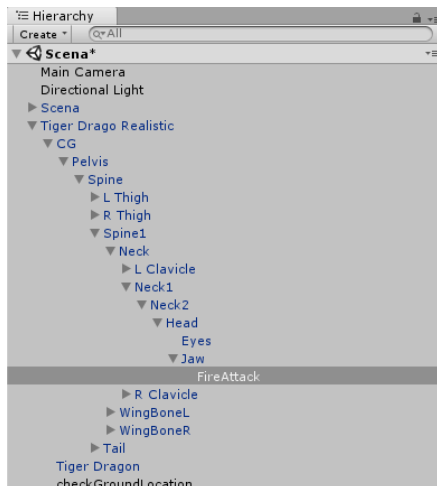 Hierarchy
Create All
Scena*
Main Camera
Directional Light
Scena
Tiger Drago Realistic
CG
Pelvis
Spine
L Thigh
R Thigh
Spine1
Neck
L Clavicle
Neck1
Neck2
Head
Eyes
Jaw
FireAttack
R Clavicle
WingBoneL
WingBoneR
Tail
Tiger Dragon
checkGroundLocation